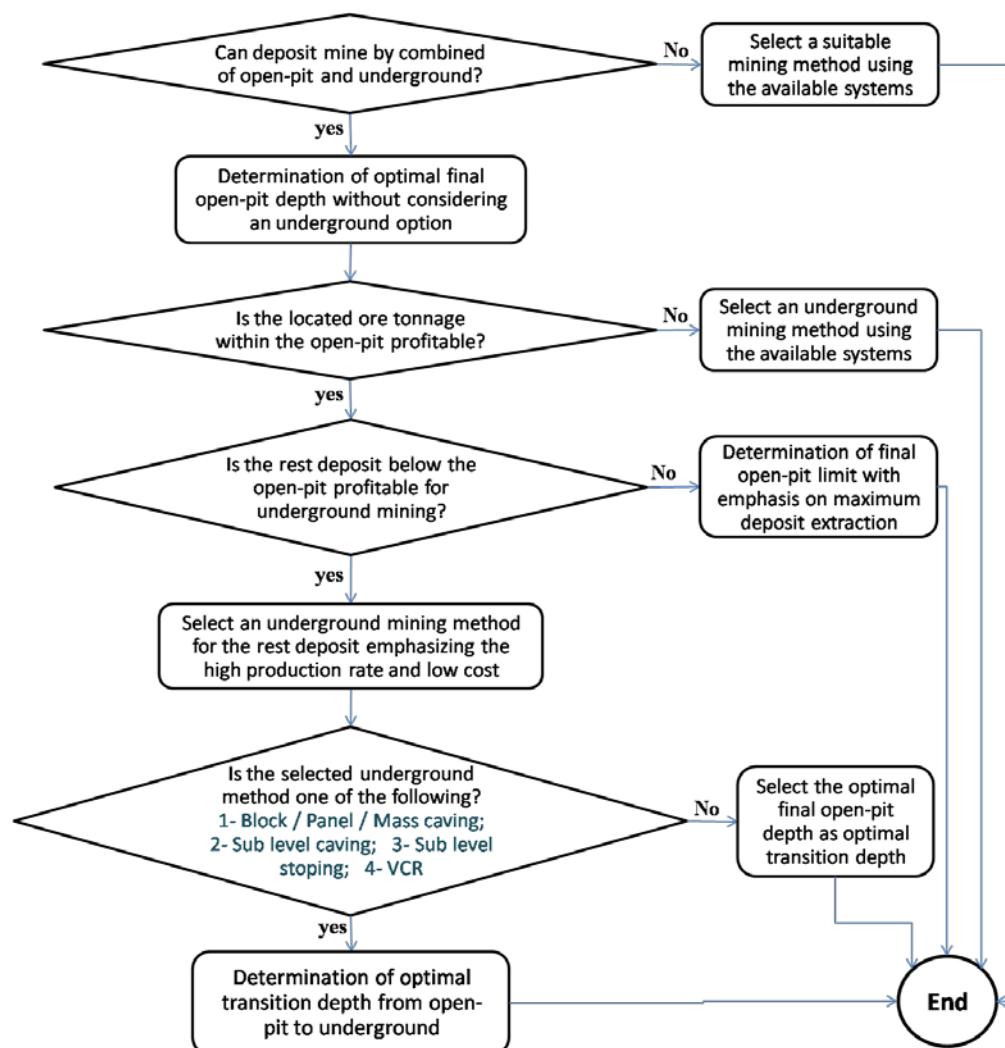 Can deposit mine by combined
of open-pit and underground?
No
Select a suitable
mining method using
the available systems
yes
Determination of optimal final
open-pit depth without considering
an underground option
Is the located ore tonnage
within the open-pit profitable?
No
Select an underground
mining method using
the available systems
yes
Is the rest deposit below the
open-pit profitable for
underground mining?
No
Determination of final
open-pit limit with
emphasis on maximum
deposit extraction
yes
Select an underground mining method
for the rest deposit emphasizing the
high production rate and low cost
Is the selected underground
method one of the following?
1- Block / Panel / Mass caving;
2- Sub level caving; 3- Sub level
stoping; 4- VCR
No
Select the optimal
final open-pit
depth as optimal
transition depth
yes
Determination of optimal
transition depth from open-
pit to underground
End